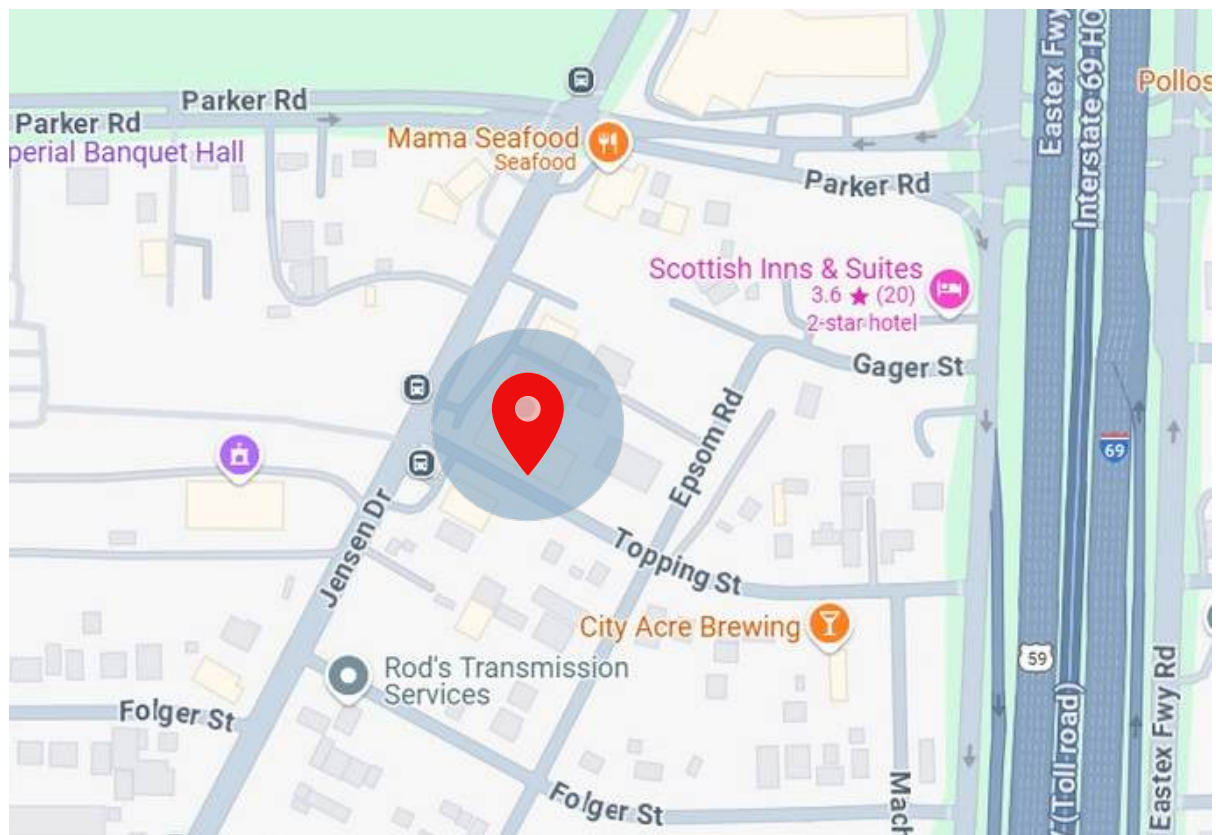 Eastex Fwy
Interstate 69 HO
Pollos
Parker Rd
Parker Rd
perial Banquet Hall
Mama Seafood
Seafood
Parker Rd
Scottish Inns & Suites
3.6 ★ (20)
2-star hotel
Gager St
Epsom Rd
69
Jensen Dr
Topping St
City Acre Brewing
59
Rod's Transmission
Services
Folger St
Folger St
Mach
(Toll road)
Eastex Fwy Rd